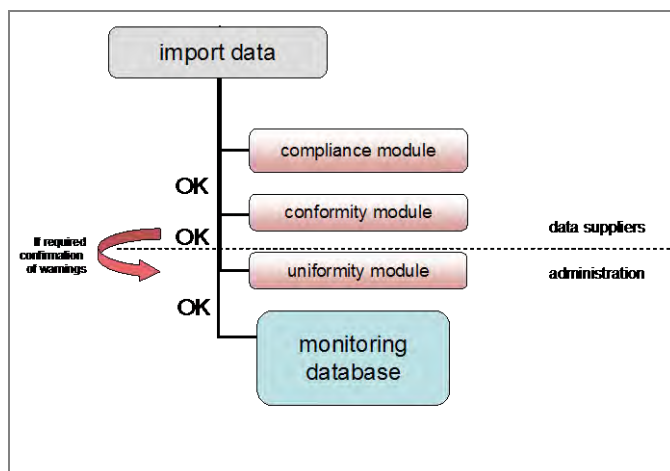 import data
compliance module
OK
conformity module
If required
confirmation
of warnings
OK
data suppliers
uniformity module
administration
OK
monitoring
database